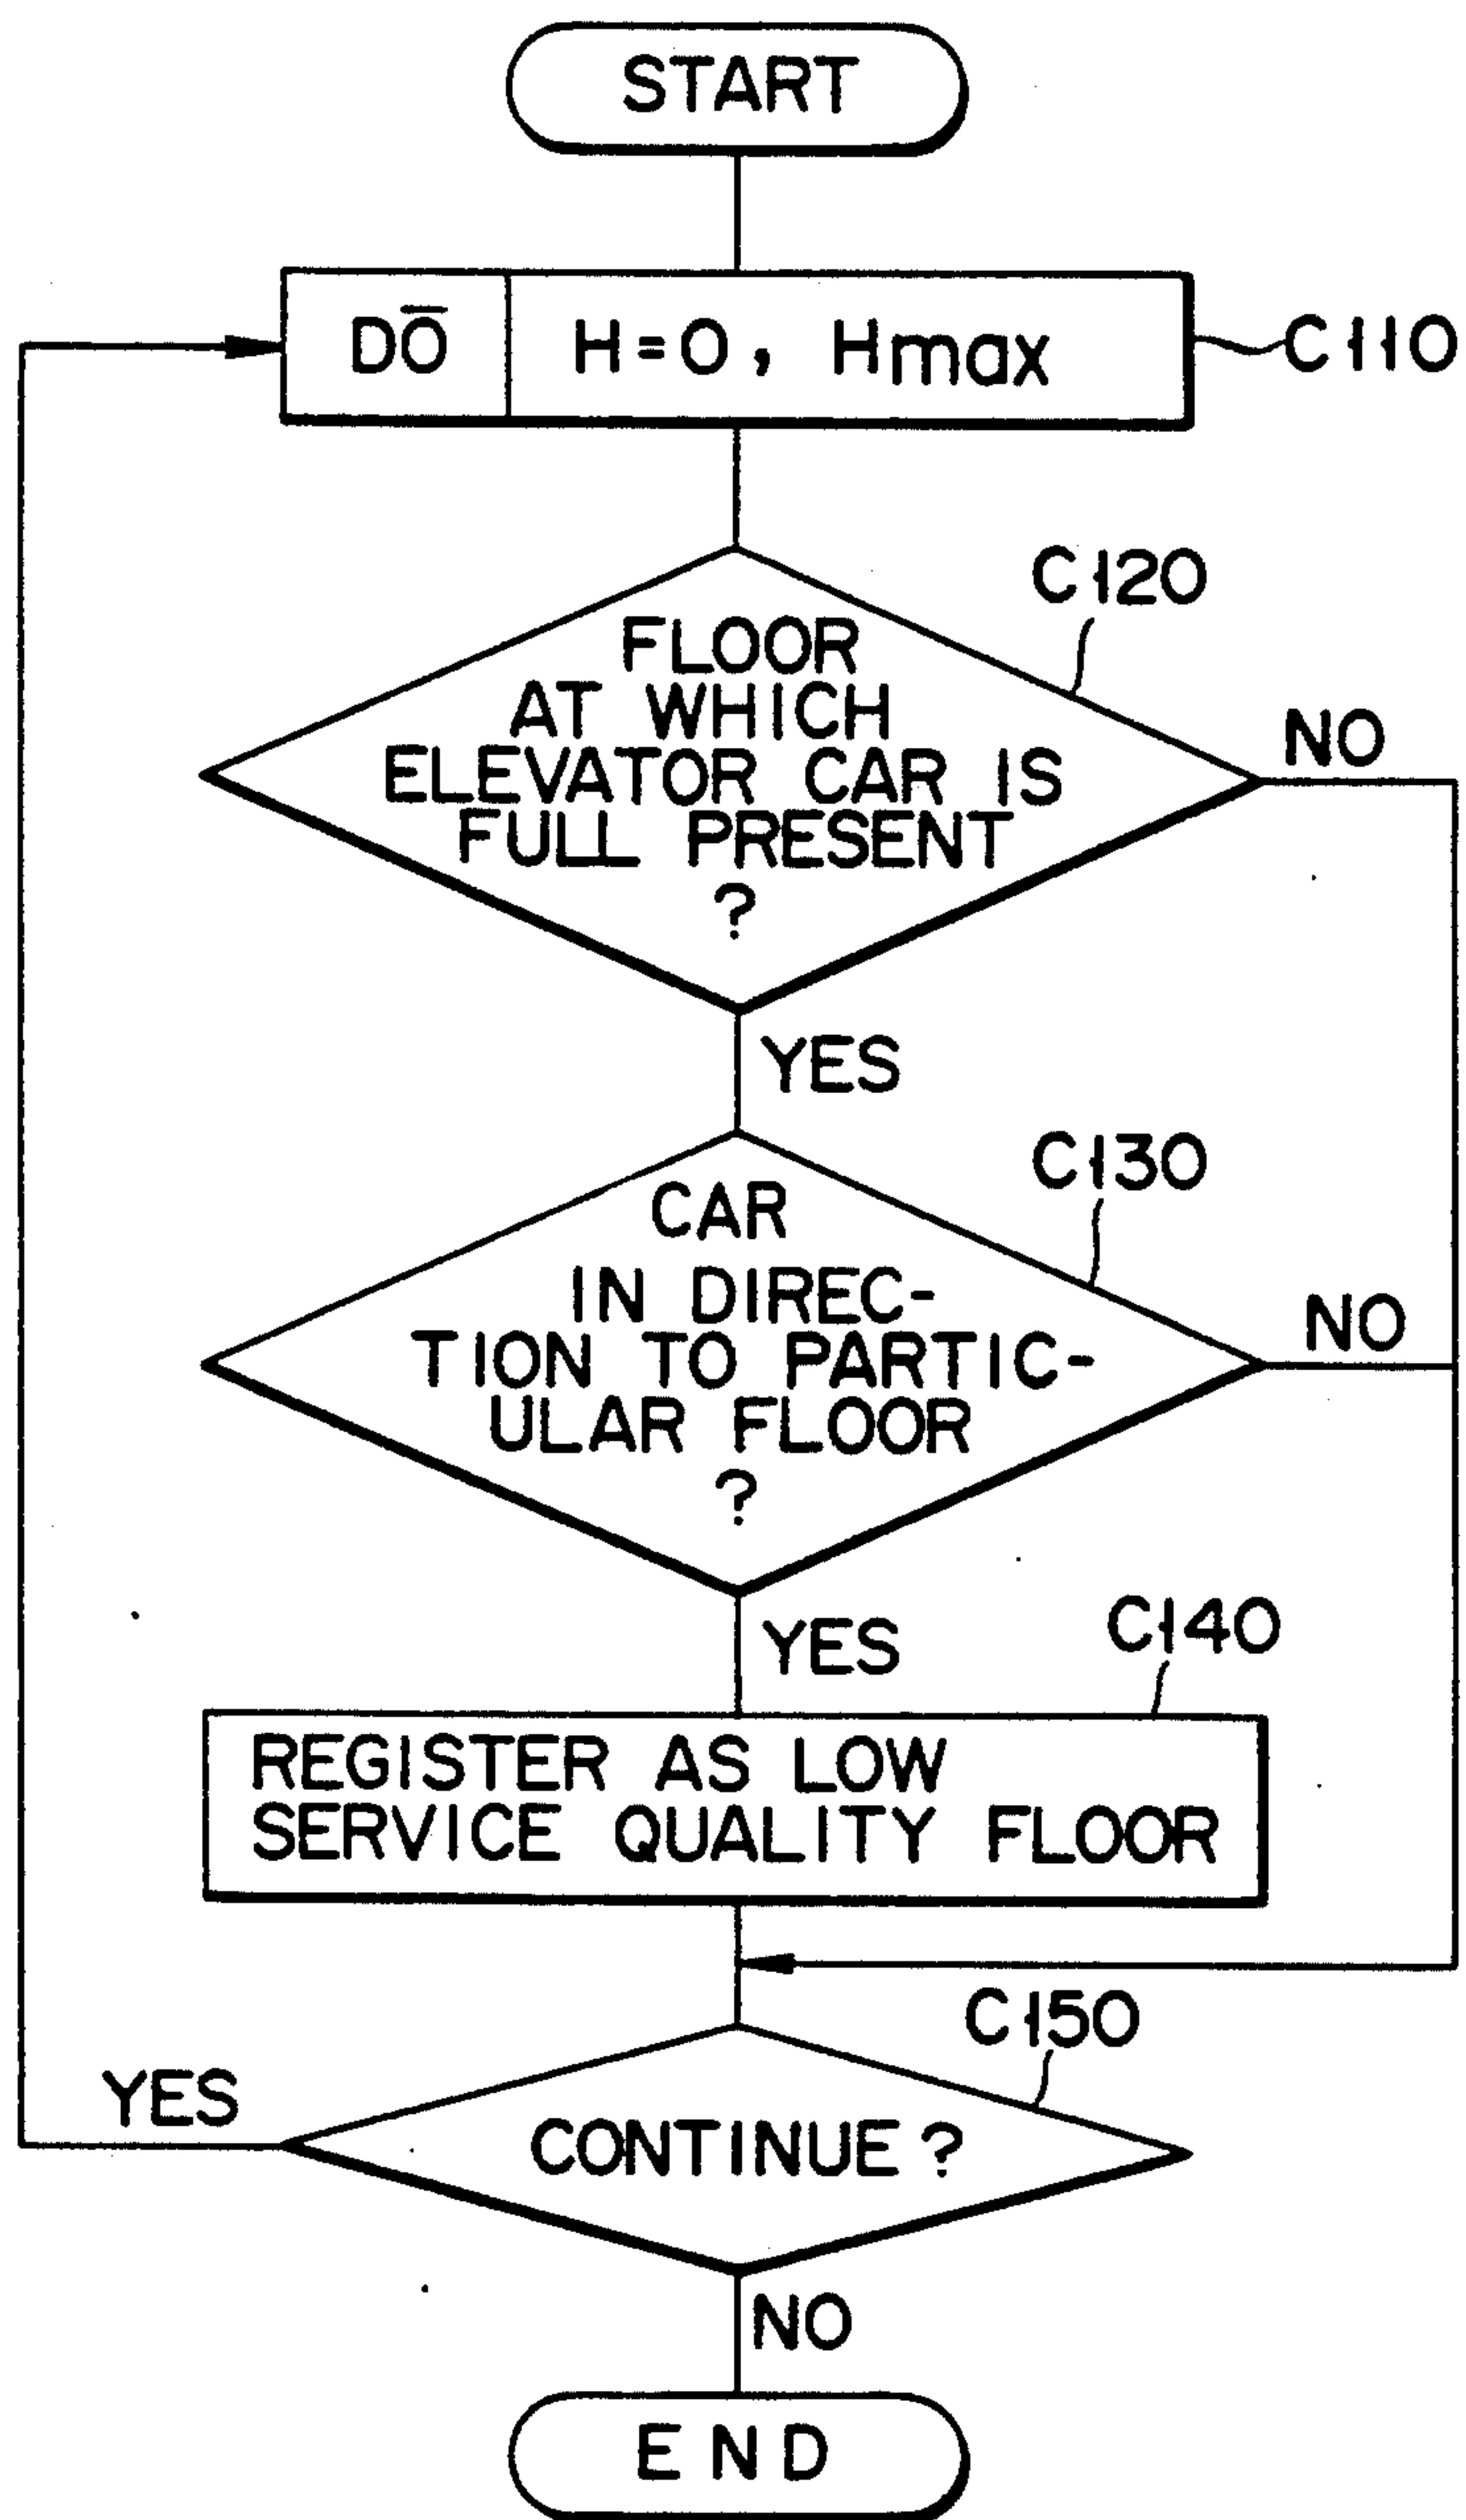 START
DŌ H=0, Hmax
C110
C120
FLOOR
AT WHICH
ELEVATOR CAR IS
FULL PRESENT
?
NO
YES
C130
CAR
IN DIREC-
TION TO PARTIC-
ULAR FLOOR
?
NO
YES
C140
REGISTER AS LOW
SERVICE QUALITY FLOOR
C150
YES
CONTINUE?
NO
END